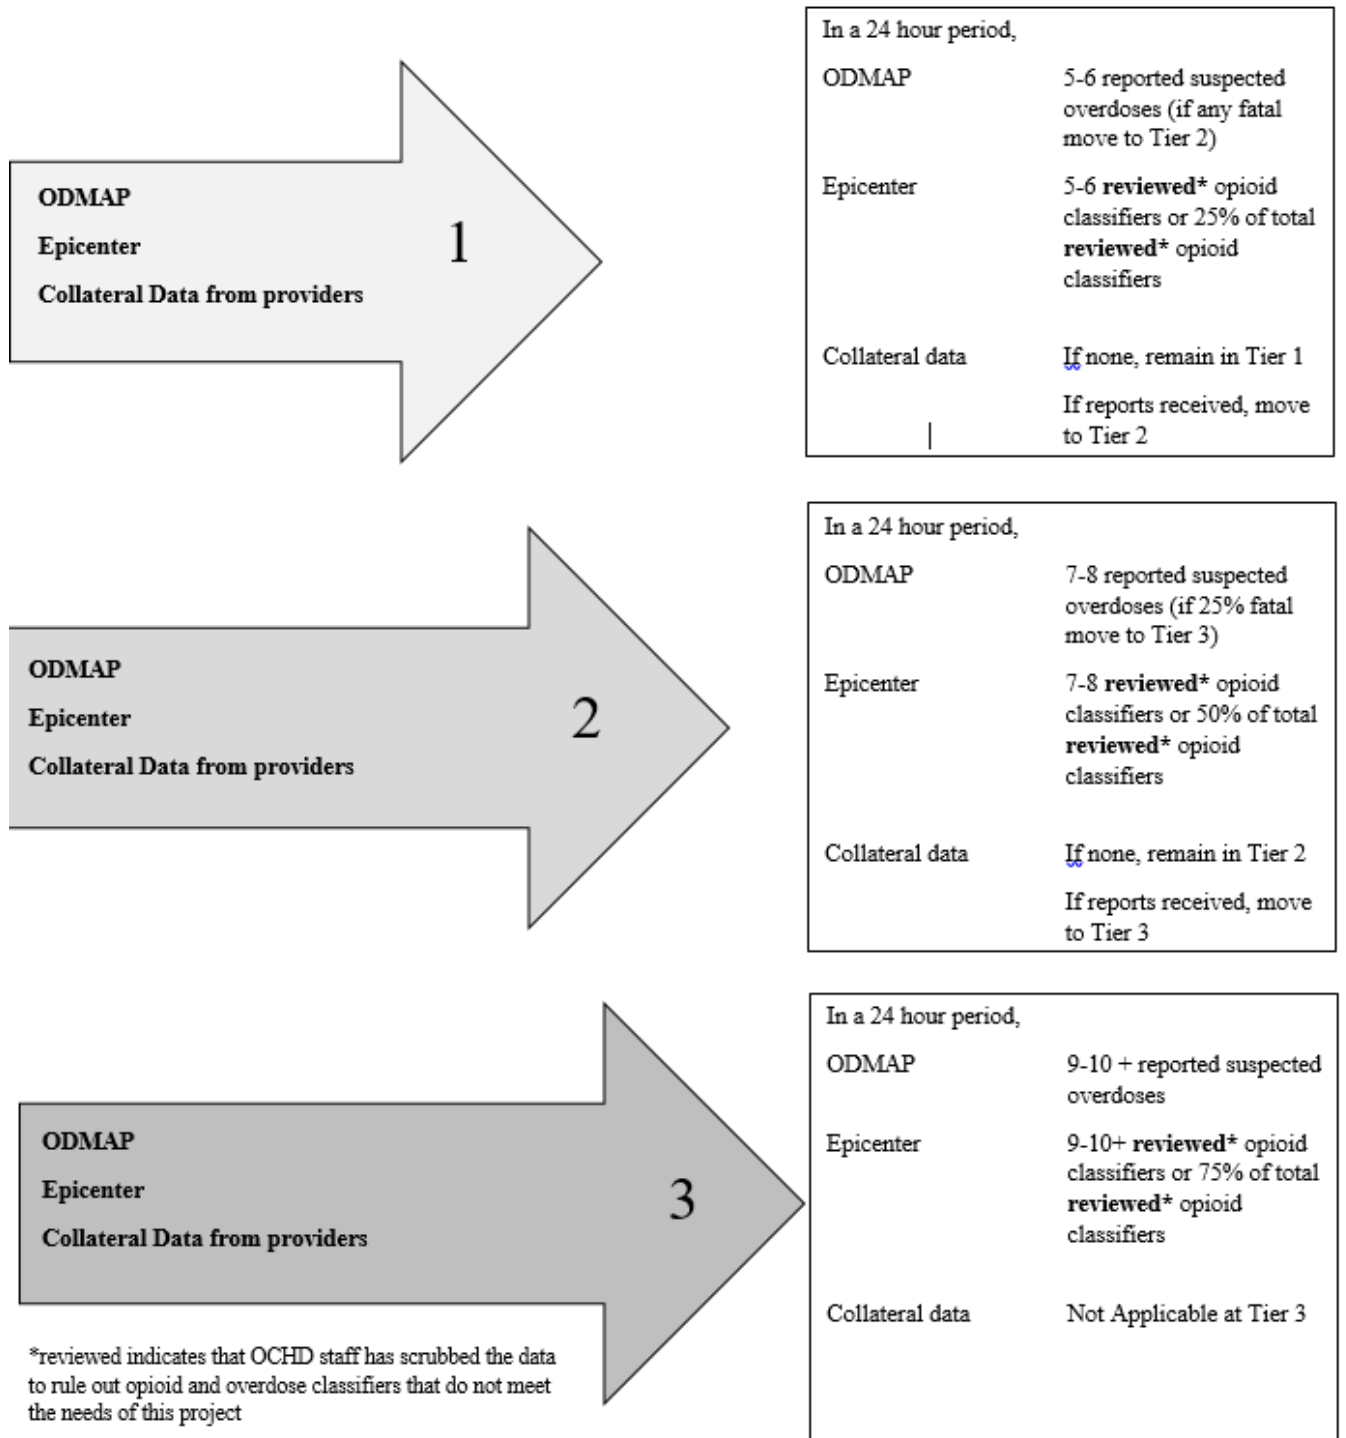 ODMAP
Epicenter
Collateral Data from providers
1
In a 24 hour period,
ODMAP
5-6 reported suspected
overdoses (if any fatal
move to Tier 2)
Epicenter
5-6 reviewed* opioid
classifiers or 25% of total
reviewed* opioid
classifiers
Collateral data
If none, remain in Tier 1
If reports received, move
to Tier 2
ODMAP
Epicenter
Collateral Data from providers
2
In a 24 hour period,
ODMAP
7-8 reported suspected
overdoses (if 25% fatal
move to Tier 3)
Epicenter
7-8 reviewed* opioid
classifiers or 50% of total
reviewed* opioid
classifiers
Collateral data
If none, remain in Tier 2
If reports received, move
to Tier 3
ODMAP
Epicenter
Collateral Data from providers
3
In a 24 hour period,
ODMAP
9-10 + reported suspected
overdoses
Epicenter
9-10+ reviewed* opioid
classifiers or 75% of total
reviewed* opioid
classifiers
Collateral data
Not Applicable at Tier 3
*reviewed indicates that OCHD staff has scrubbed the data
to rule out opioid and overdose classifiers that do not meet
the needs of this project